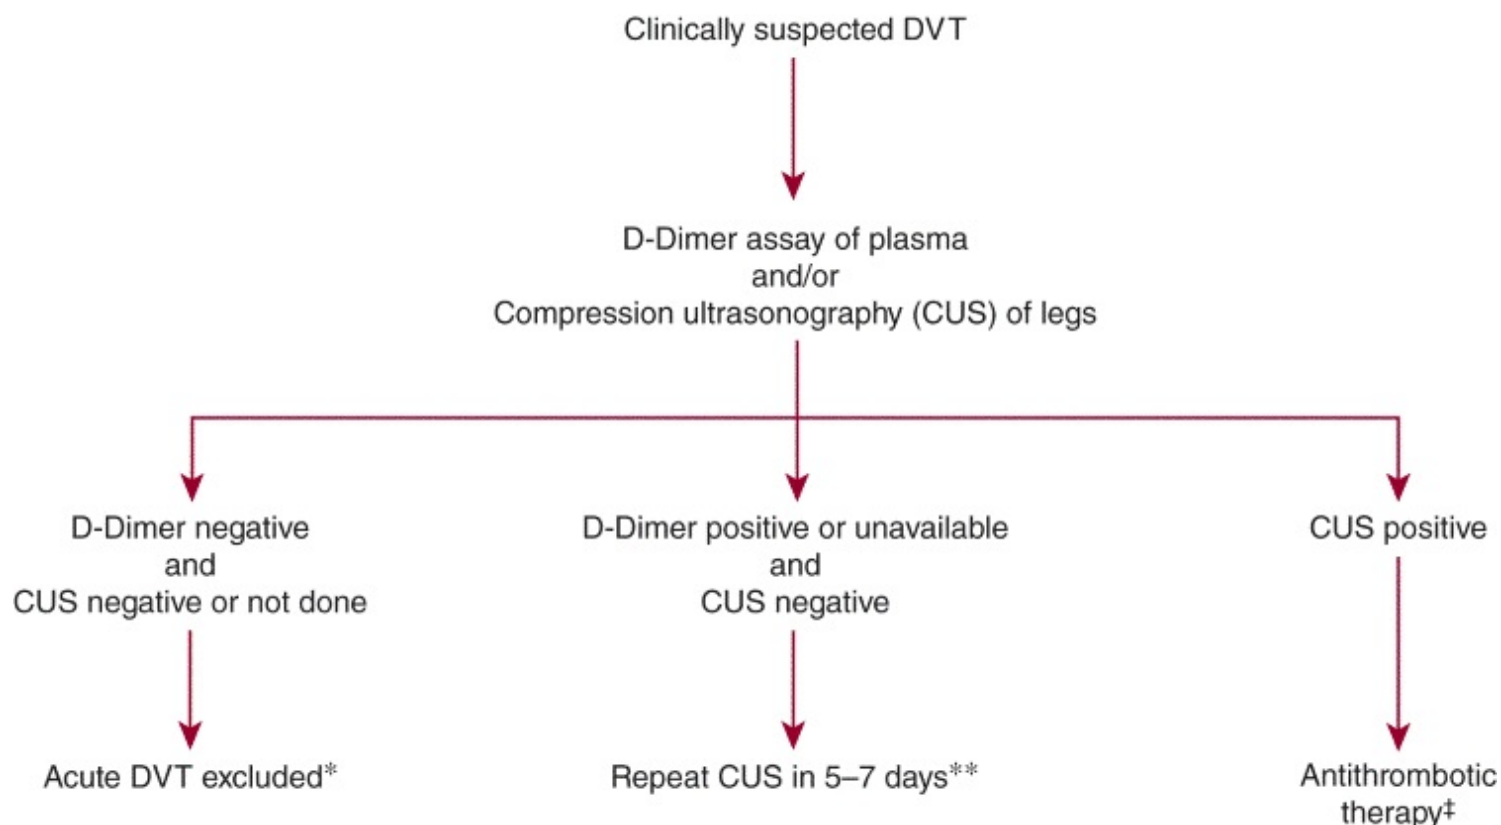 Clinically suspected DVT
D-Dimer assay of plasma
and/or
Compression ultrasonography (CUS) of legs
D-Dimer negative
and
CUS negative or not done
Acute DVT excluded*
D-Dimer positive or unavailable
and
CUS negative
Repeat CUS in 5–7 days**
CUS positive
Antithrombotic
therapy‡